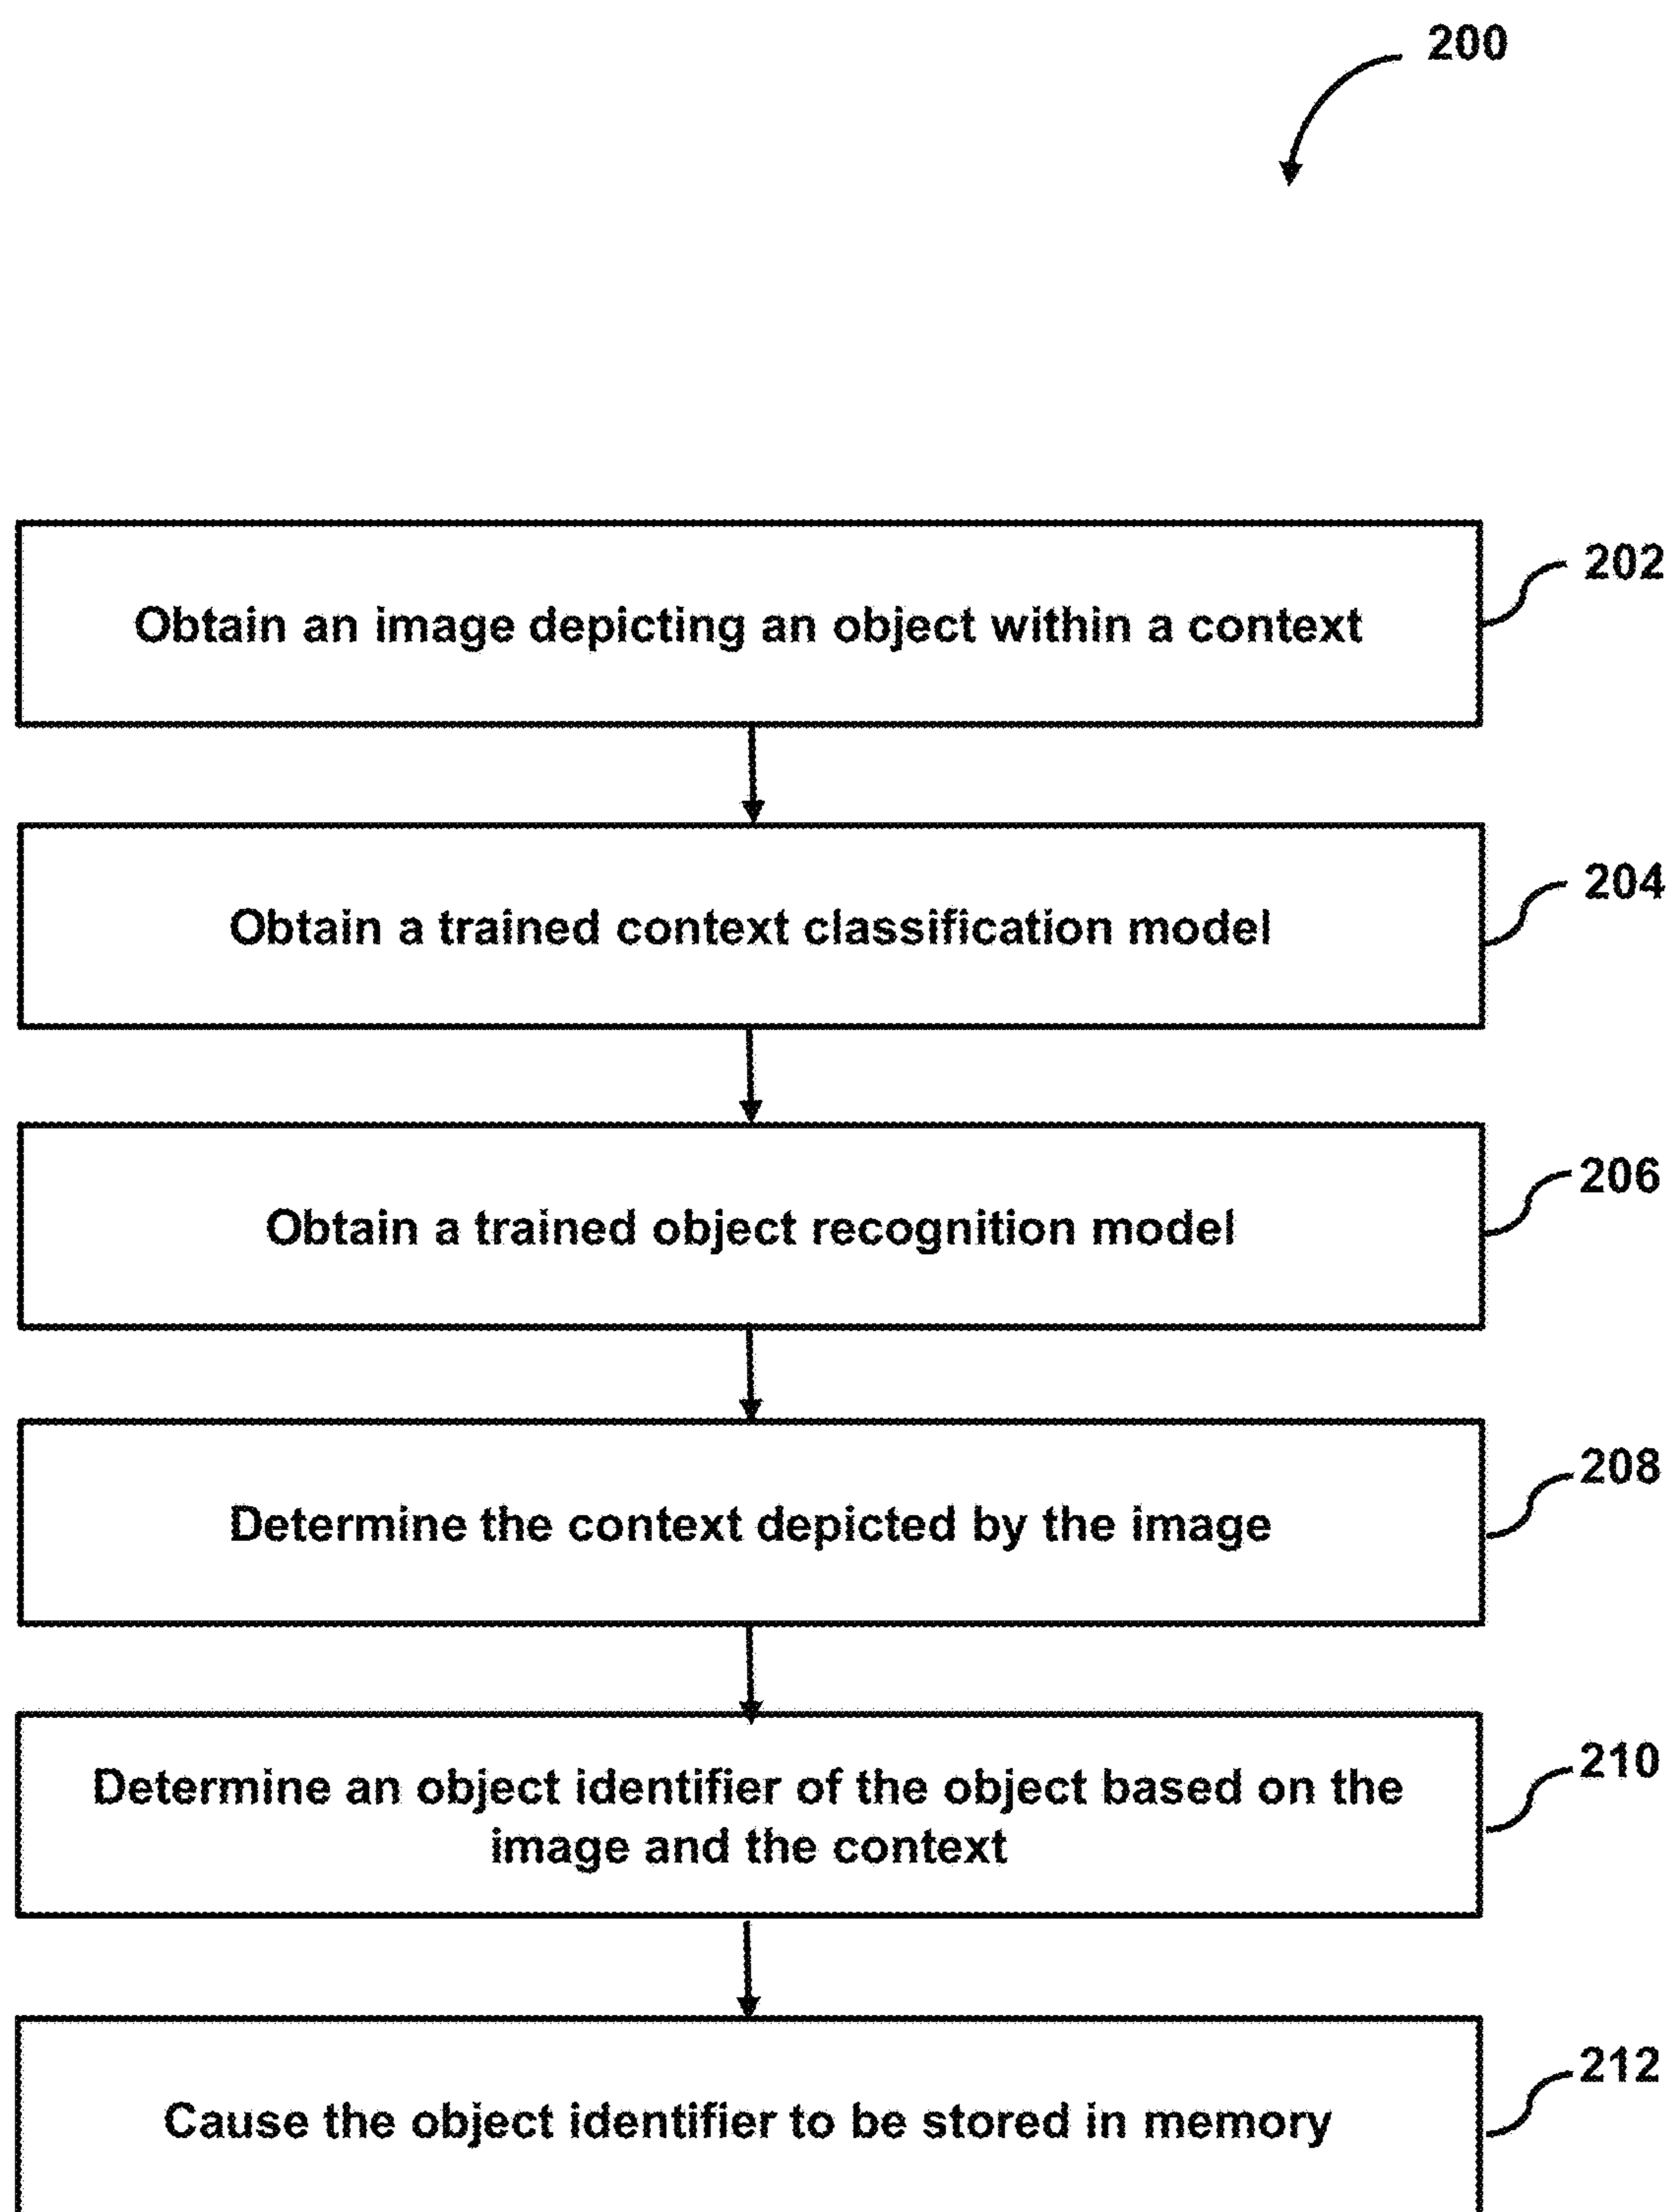 200
Obtain an image depicting an object within a context
202
Obtain a trained context classification model
204
Obtain a trained object recognition model
206
Determine the context depicted by the image
208
Determine an object identifier of the object based on the
image and the context
210
Cause the object identifier to be stored in memory
212